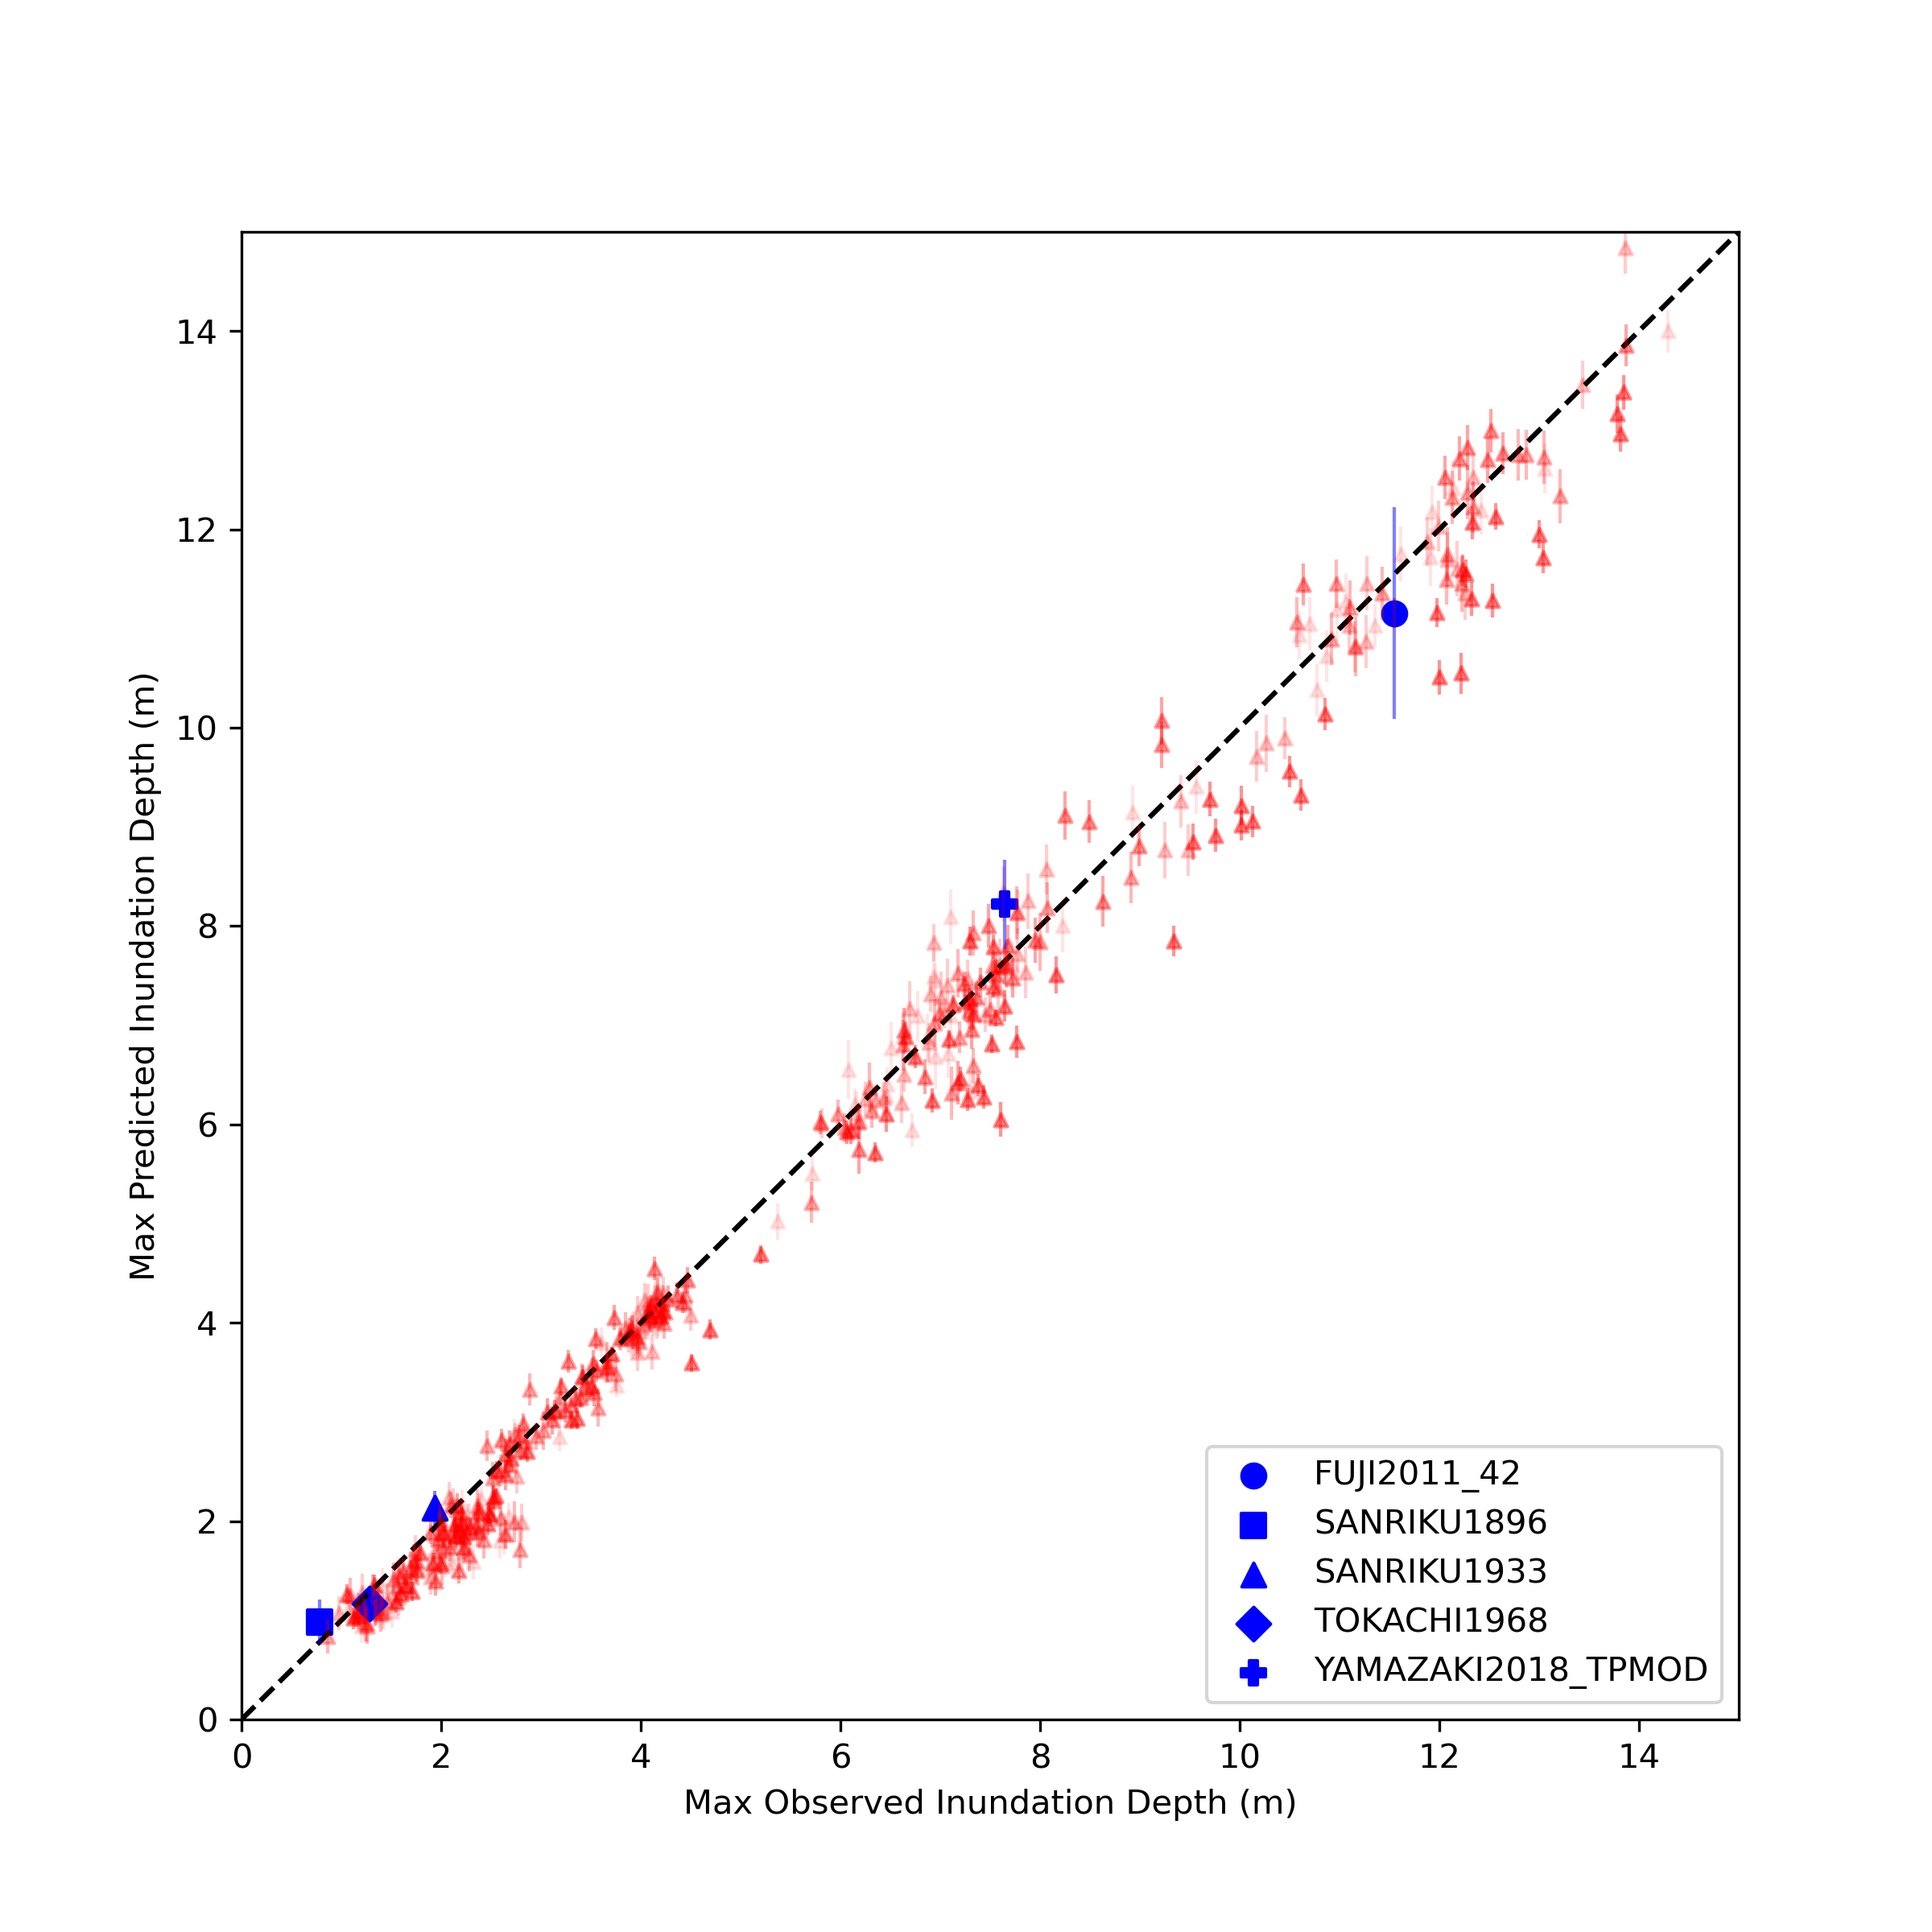 14
12
10
8
6
4
2
0
0 2 4 6 8 10 12 14
Max Predicted Inundation Depth (m)
Max Observed Inundation Depth (m)
FUJI2011_42
SANRIKU1896
SANRIKU1933
TOKACHI1968
YAMAZAKI2018_TPMOD